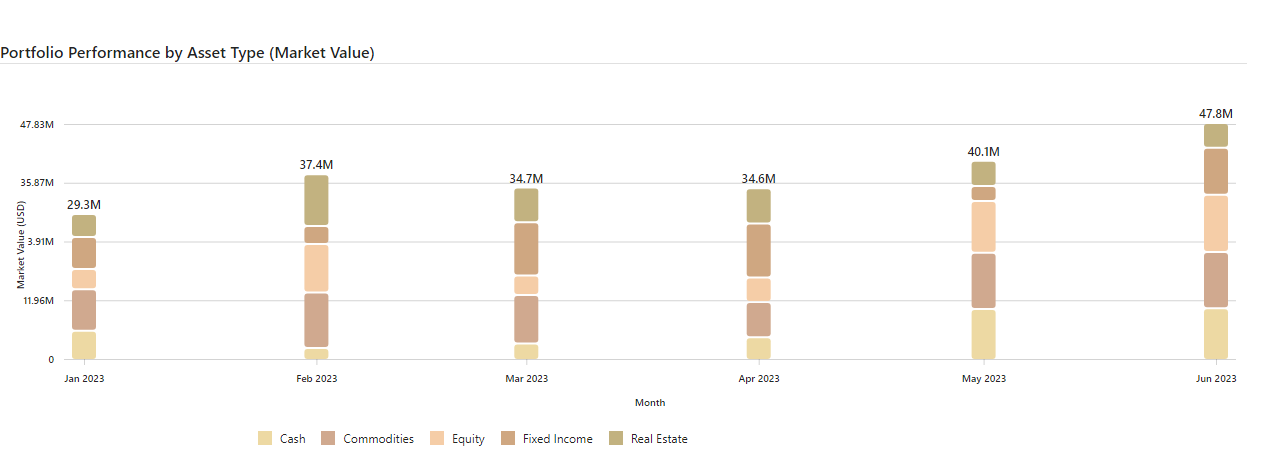 Portfolio Performance by Asset Type (Market Value)
47.83M
35.87M
3.91M
11.96M
0
Market Value (USD)
29.3M
37.4M
34.7M
34.6M
40.1M
47.8M
Jan 2023
Feb 2023
Mar 2023
Apr 2023
May 2023
Jun 2023
Month
Cash
Commodities
Equity
Fixed Income
Real Estate